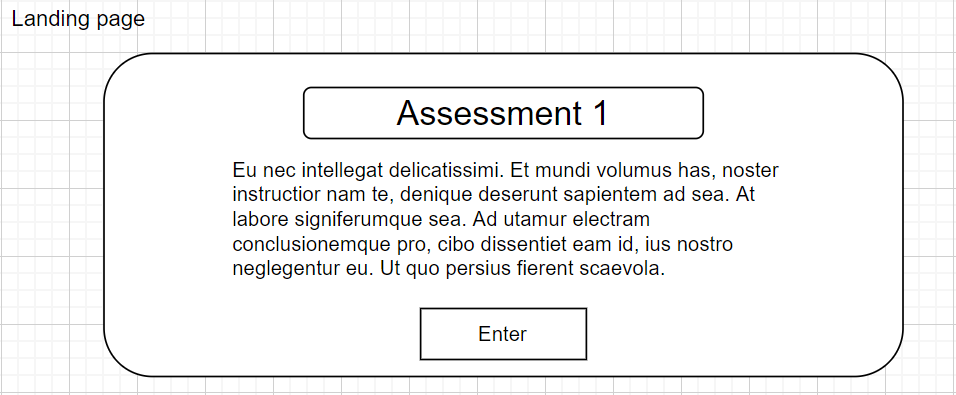 Landing page
Assessment 1
Eu nec intellegat delicatissimi. Et mundi volumus has, noster
instructior nam te, denique deserunt sapientem ad sea. At
labore signiferumque sea. Ad utamur electram
conclusionemque pro, cibo dissentiet eam id, ius nostro
neglegentur eu. Ut quo persius fierent scaevola.
Enter